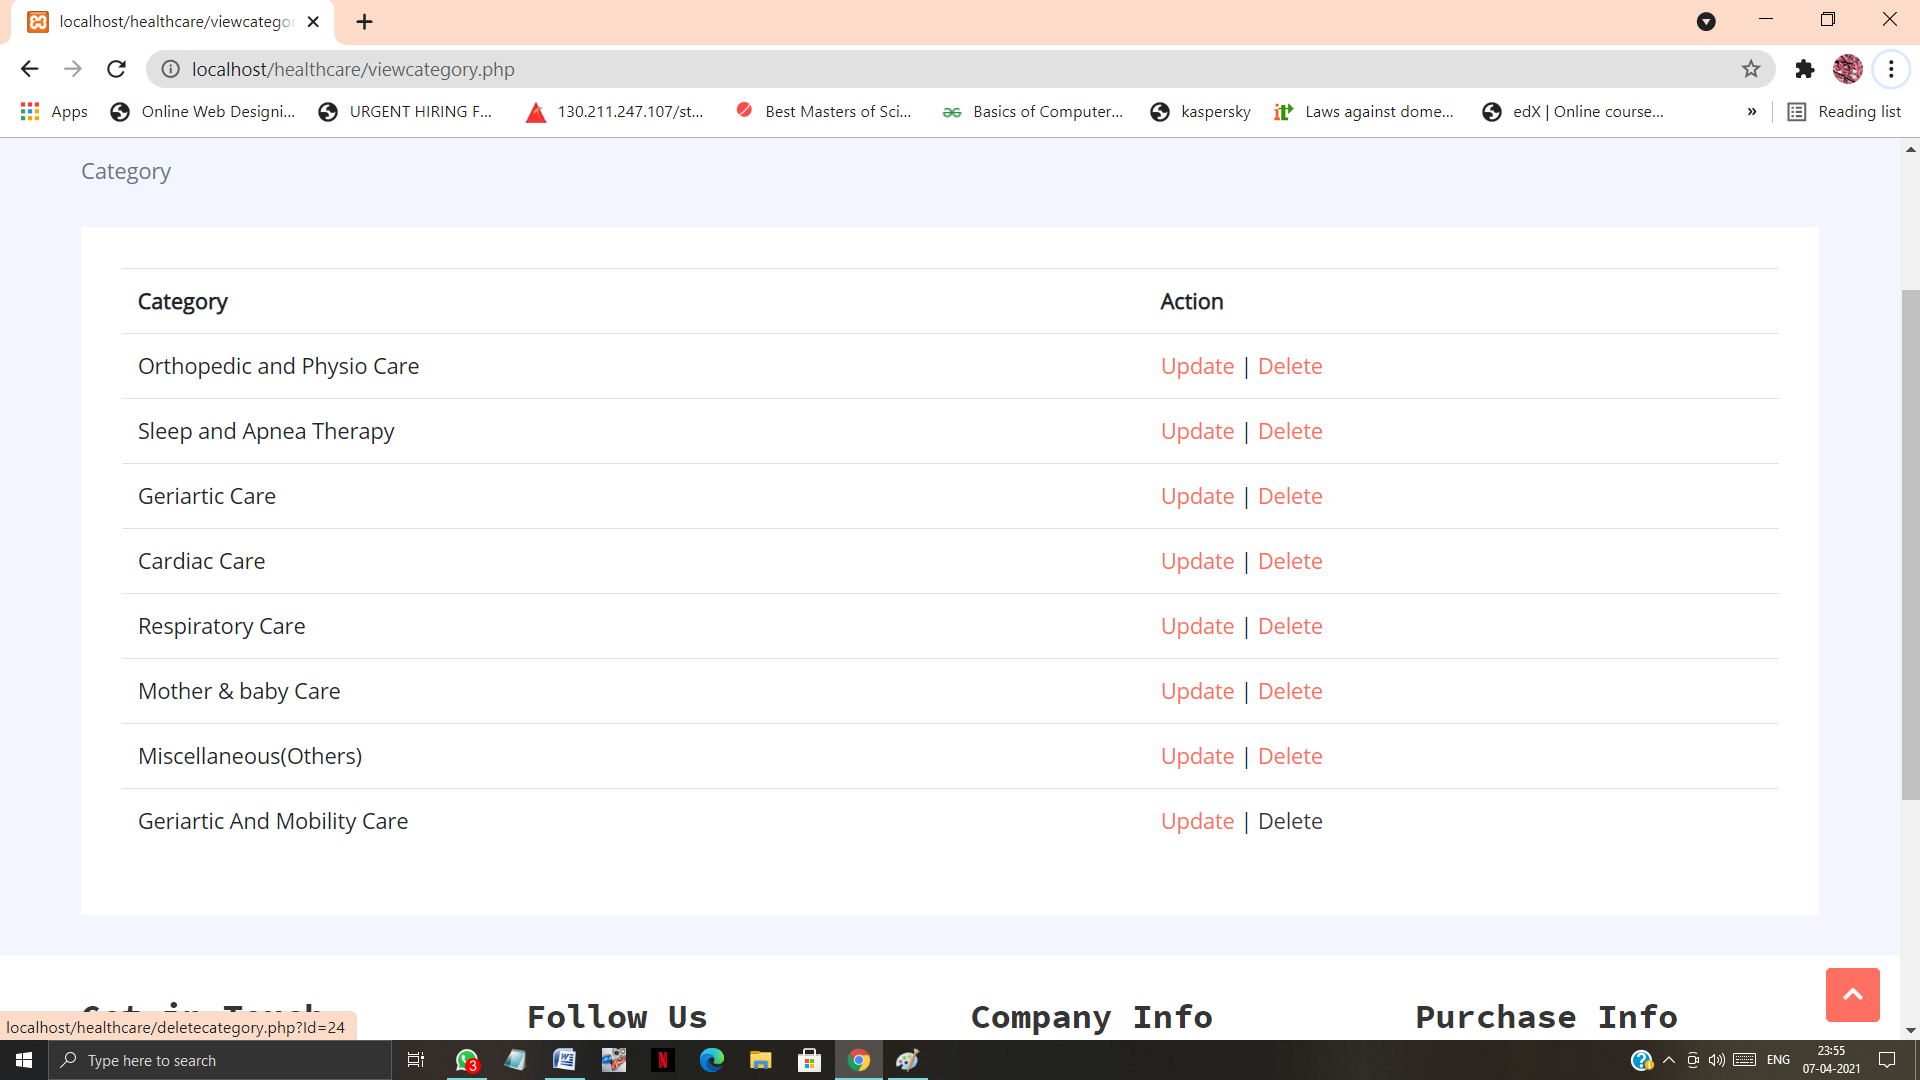 localhost/healthcare/viewcatego
localhost/healthcare/viewcategory.php
Apps Online Web Designi... URGENT HIRING F... 130.211.247.107/st... Best Masters of Sci... Basics of Computer... kaspersky Laws against dome... edX | Online course... » Reading list
Category
Category Action
Orthopedic and Physio Care Update | Delete
Sleep and Apnea Therapy Update | Delete
Geriartic Care Update | Delete
Cardiac Care Update | Delete
Respiratory Care Update | Delete
Mother & baby Care Update | Delete
Miscellaneous(Others) Update | Delete
Geriartic And Mobility Care Update | Delete
Get in Touch Follow Us Company Info Purchase Info
localhost/healthcare/deletecategory.php?Id=24
Type here to search 3 ENG 23:55
07-04-2021